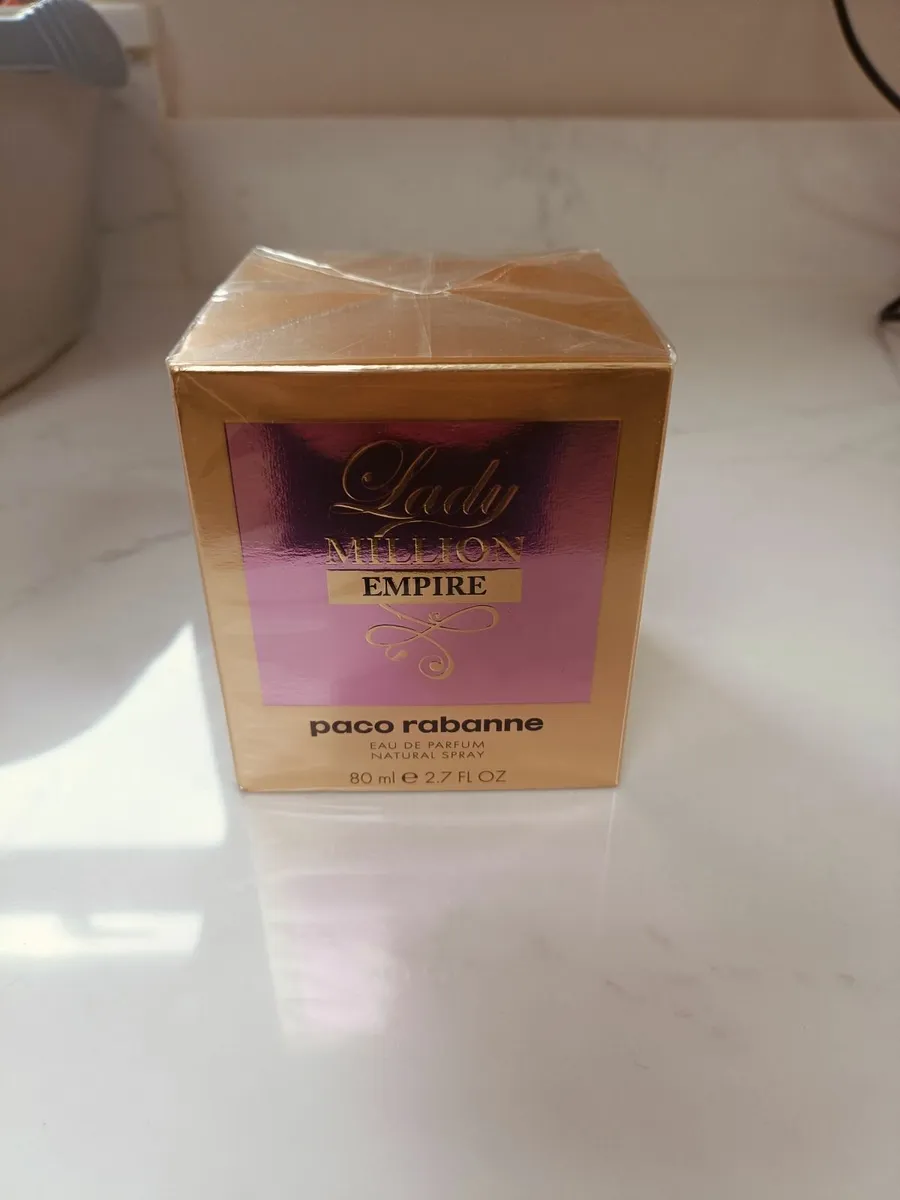 Lady
MILLION
EMPIRE
paco rabanne
EAU DE PARFUM
NATURAL SPRAY
80 ml e 2.7 FL OZ